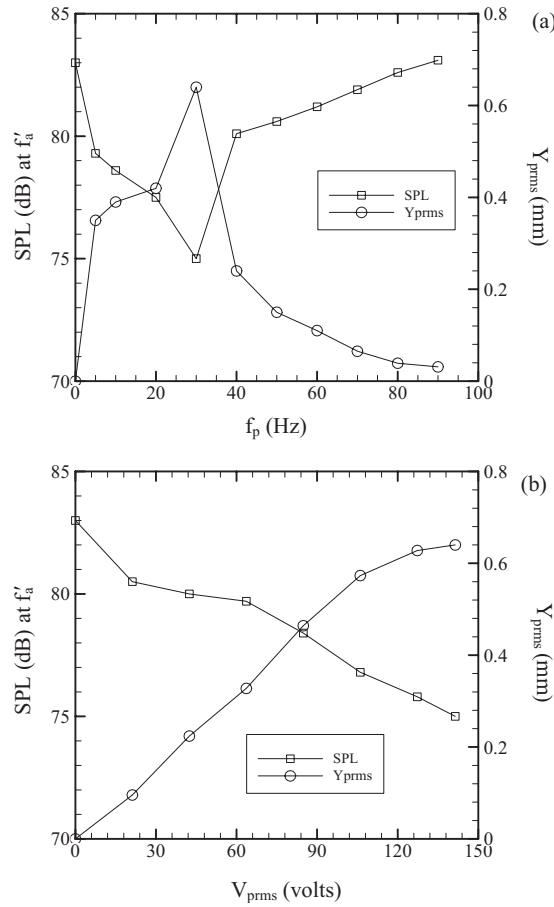 (a)
85
80
75
70
SPL (dB) at f′a
0.8
0.6
0.4
0.2
0
Yprms (mm)
SPL
Yprms
0 20 40 60 80 100
fp (Hz)
(b)
85
80
75
70
SPL (dB) at f′a
0.8
0.6
0.4
0.2
0
Yprms (mm)
SPL
Yprms
0 30 60 90 120 150
Vprms (volts)